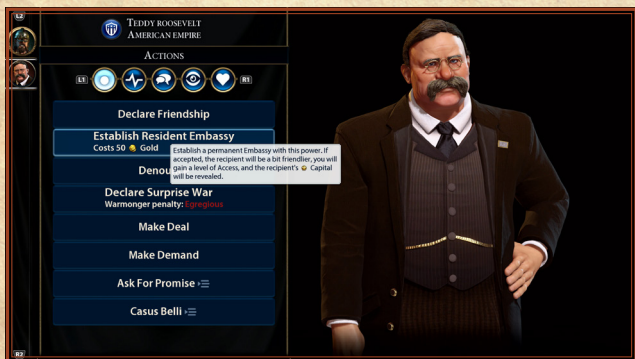 L2
TEDDY ROOSEVELT
AMERICAN EMPIRE
ACTIONS
L1
R1
Declare Friendship
Establish Resident Embassy
Costs 50 Gold
Establish a permanent Embassy with this power. If
accepted, the recipient will be a bit friendlier, you will
gain a level of Access, and the recipient's Capital
will be revealed.
Denou
Declare Surprise War
Warmonger penalty: Egregious
Make Deal
Make Demand
Ask For Promise
Casus Belli
R2